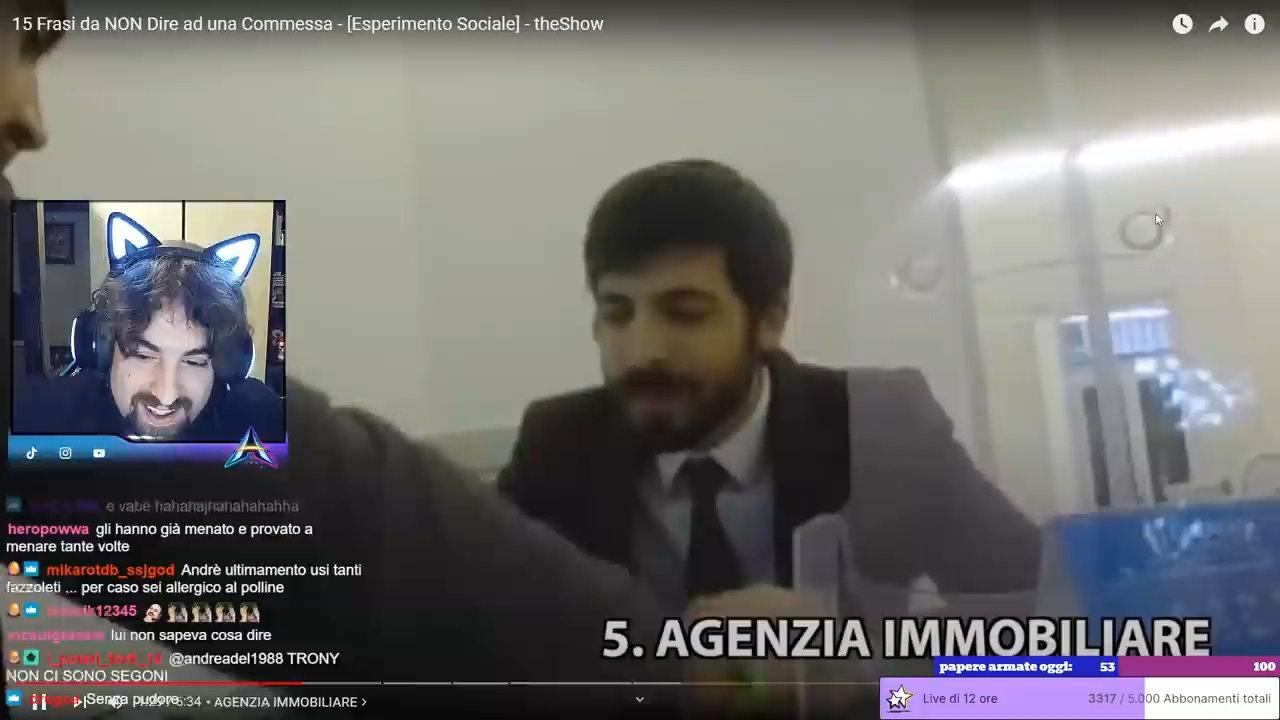 15 Frasi da NON Dire ad una Commessa - [Esperimento Sociale] - theShow
e vabe hahahajhahahahahha
heropowwa gli hanno già menato e provato a
menare tante volte
mikarotdb_ssjgod Andrè ultimamento usi tanti
fazzoleti ... per caso sei allergico al polline
lui non sapeva cosa dire
@andreadel1988 TRONY
NON CI SONO SEGONI
Senza pudore
6:34 • AGENZIA IMMOBILIARE
5. AGENZIA IMMOBILIARE
papere armate oggi: 53
100
Live di 12 ore
3317 / 5.000 Abbonamenti totali